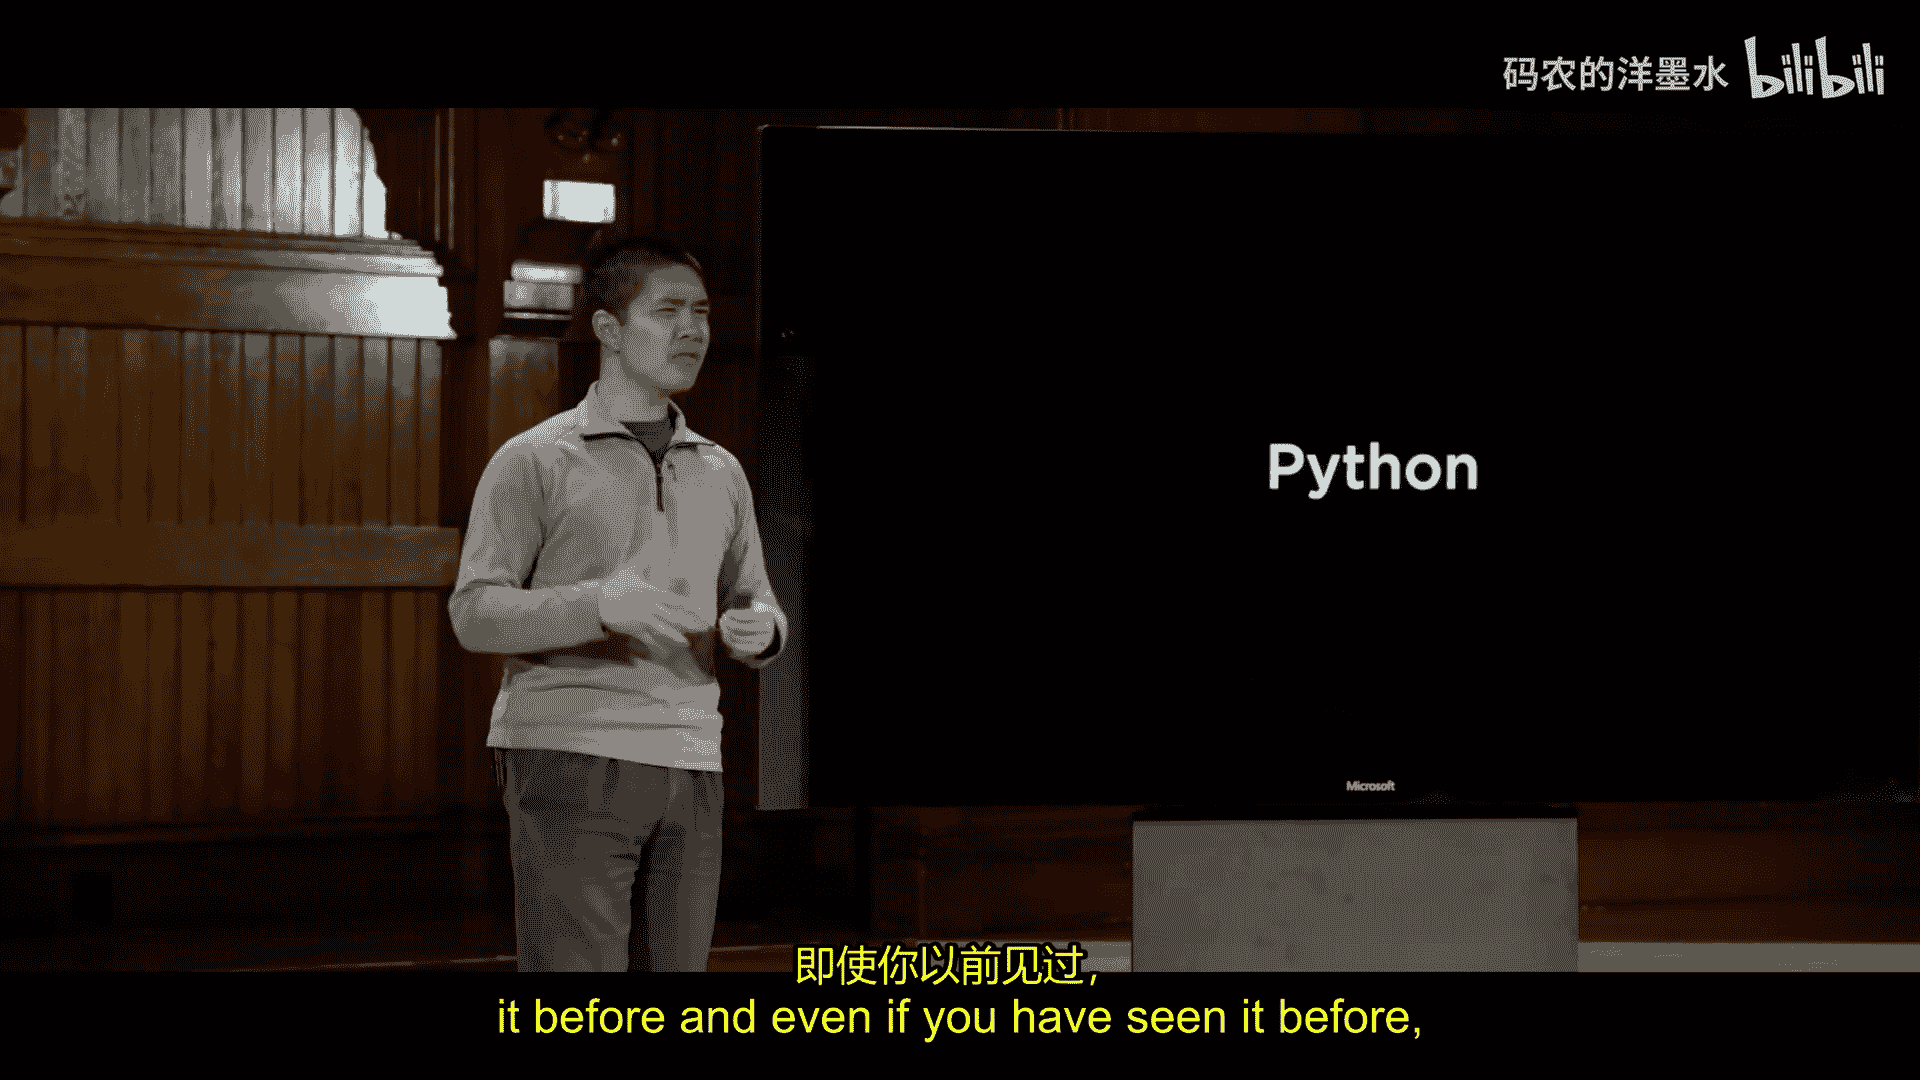 码农的洋墨水 bilibili
Python
Microsoft
即使你以前见过，
it before and even if you have seen it before,